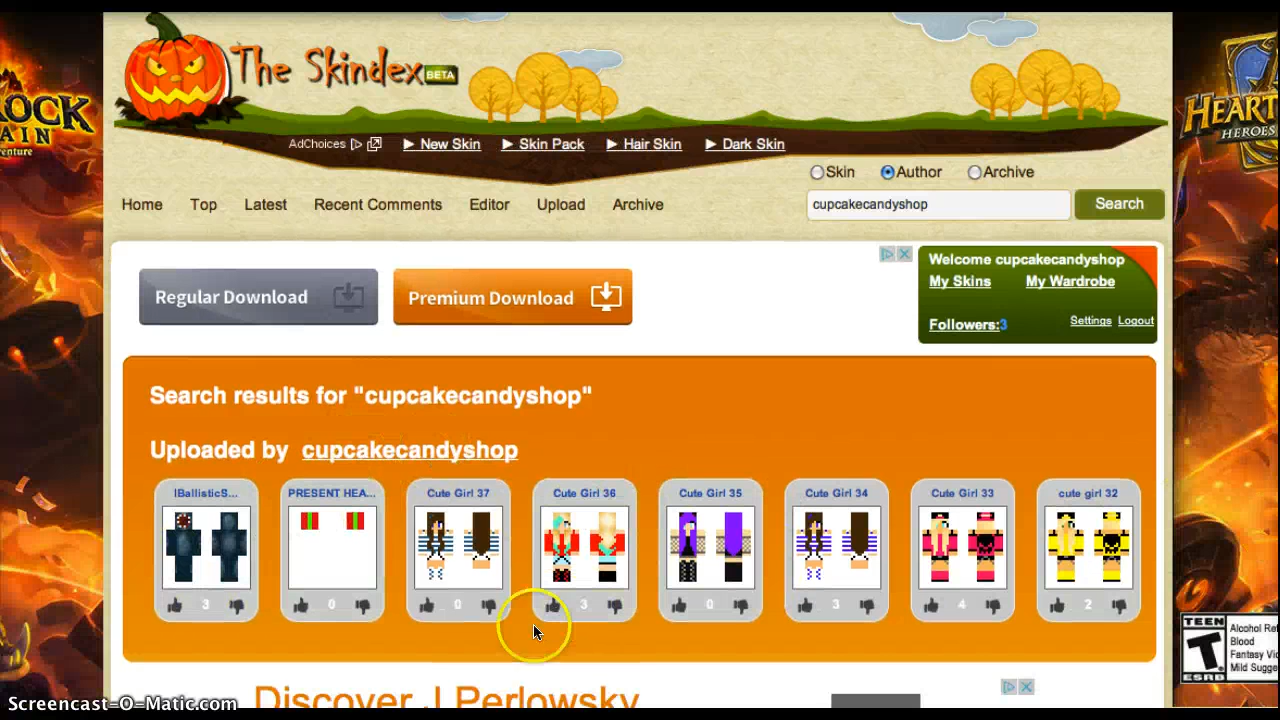 The Skindex BETA
ROCK
AIN
enture
HEART
HEROES
AdChoices
New Skin
Skin Pack
Hair Skin
Dark Skin
Skin Author Archive
Home Top Latest Recent Comments Editor Upload Archive
cupcakecandyshop Search
Regular Download Premium Download
Welcome cupcakecandyshop
My Skins My Wardrobe
Followers:3 Settings Logout
Search results for "cupcakecandyshop"
Uploaded by cupcakecandyshop
IBallisticS... PRESENT HEA... Cute Girl 37 Cute Girl 36 Cute Girl 35 Cute Girl 34 Cute Girl 33 cute girl 32
3 0 0 3 0 3 4 2
TEEN
T
ESRB
Alcohol Ref
Blood
Fantasy Vi
Mild Sugge
Discover J Perlowsky
Screencast-O-Matic.com